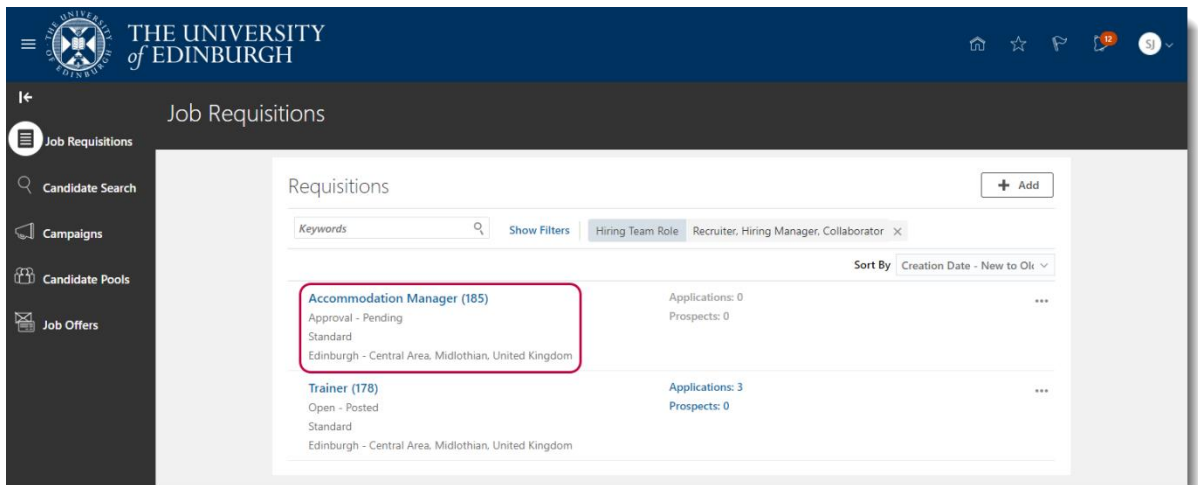 THE UNIVERSITY
of EDINBURGH
12
SJ
Job Requisitions
Job Requisitions
Candidate Search
Campaigns
Candidate Pools
Job Offers
Requisitions
+ Add
Keywords
Show Filters
Hiring Team Role Recruiter, Hiring Manager, Collaborator
Sort By Creation Date - New to Ol
Accommodation Manager (185)
Approval - Pending
Standard
Edinburgh - Central Area, Midlothian, United Kingdom
Applications: 0
Prospects: 0
Trainer (178)
Open - Posted
Standard
Edinburgh - Central Area, Midlothian, United Kingdom
Applications: 3
Prospects: 0